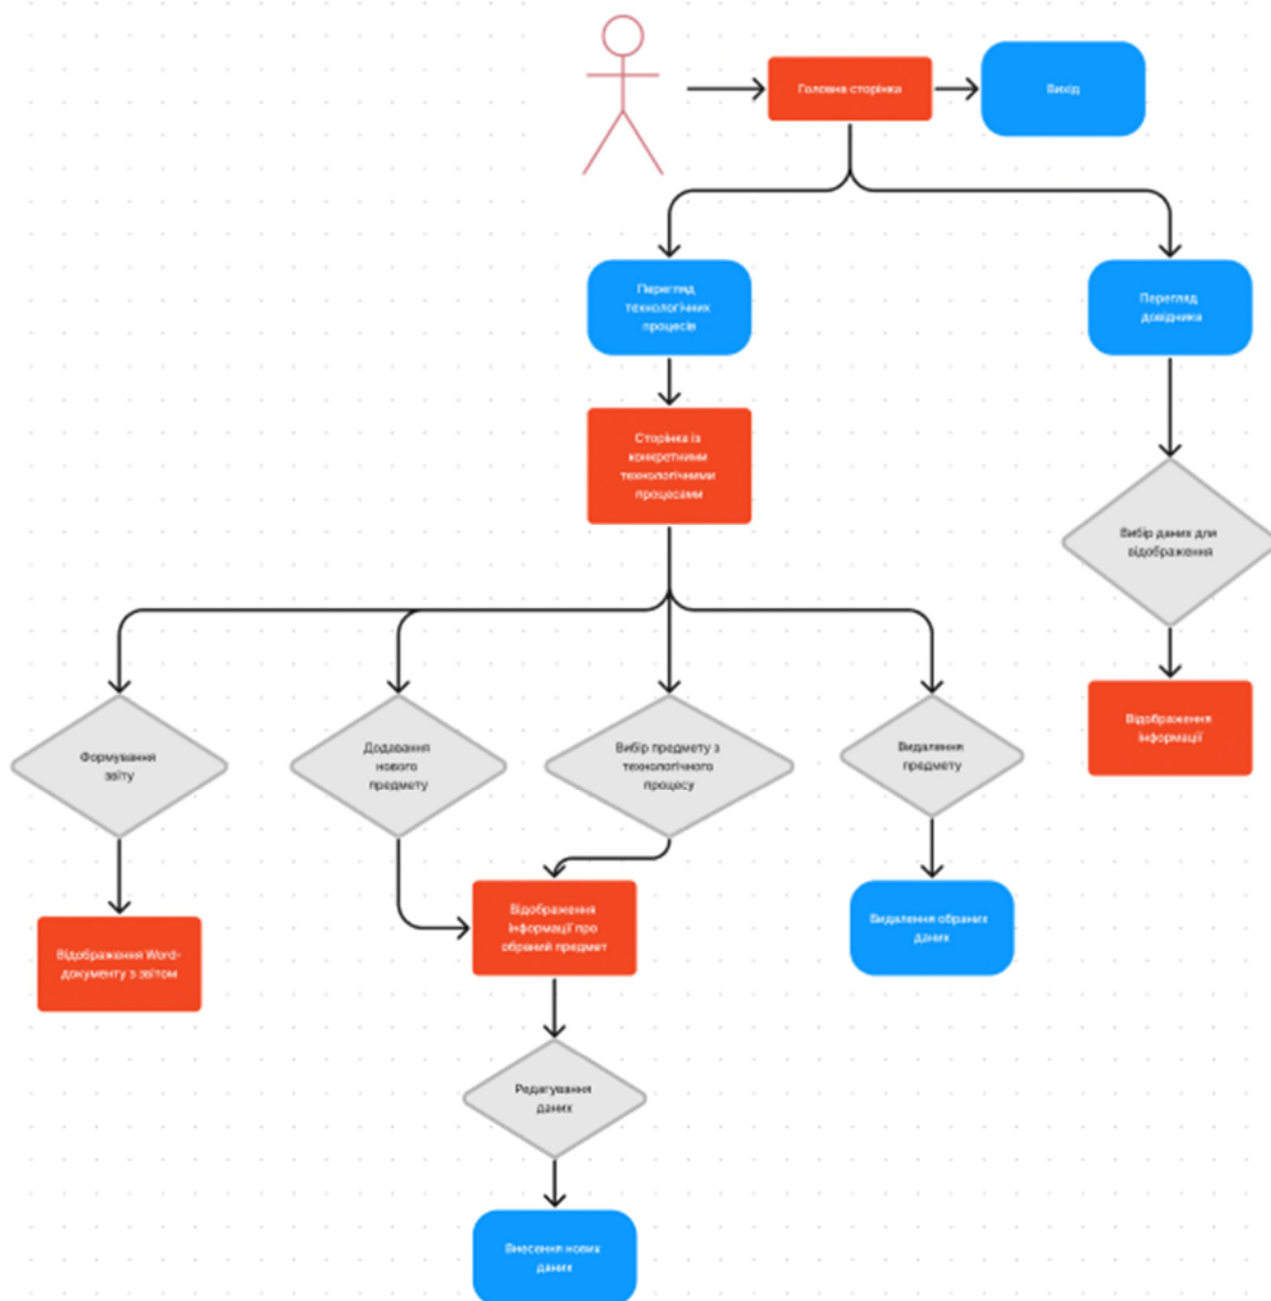 Головна сторінка
Вихід
Перегляд
технологічних
процесів
Перегляд
довідника
Сторінка із
конкретними
технологічними
процесами
Вибір даних для
відображення
Відображення
інформації
Формування
звіту
Додавання
нового
предмету
Вибір предмету з
технологічного
процесу
Видалення
предмету
Відображення Word-
документу з звітом
Відображення
інформації про
обраний предмет
Видалення обраних
даних
Редагування
даних
Внесення нових
даних